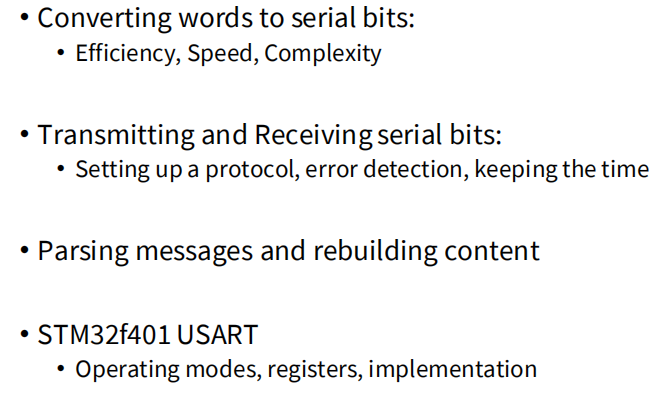 • Converting words to serial bits:
• Efficiency, Speed, Complexity
• Transmitting and Receiving serial bits:
• Setting up a protocol, error detection, keeping the time
• Parsing messages and rebuilding content
• STM32f401 USART
• Operating modes, registers, implementation